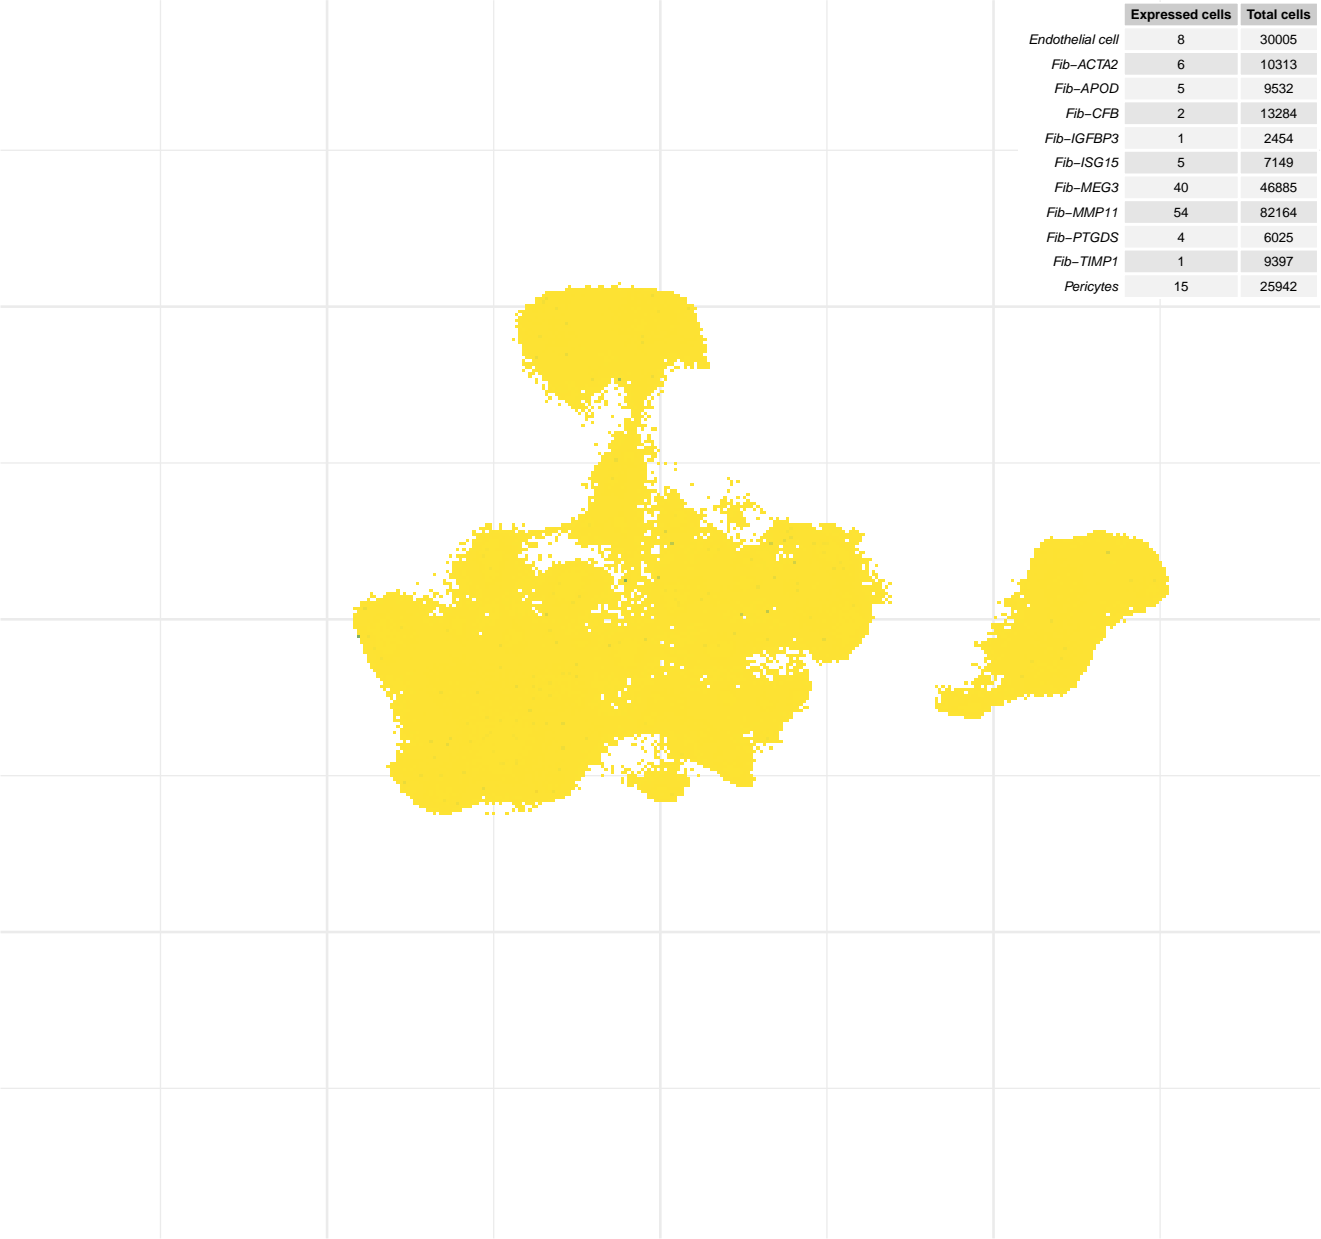 Expressed cells Total cells
Endothelial cell 8 30005
Fib−ACTA2 6 10313
Fib−APOD 5 9532
Fib−CFB 2 13284
Fib−IGFBP3 1 2454
Fib−ISG15 5 7149
Fib−MEG3 40 46885
Fib−MMP11 54 82164
Fib−PTGDS 4 6025
Fib−TIMP1 1 9397
Pericytes 15 25942